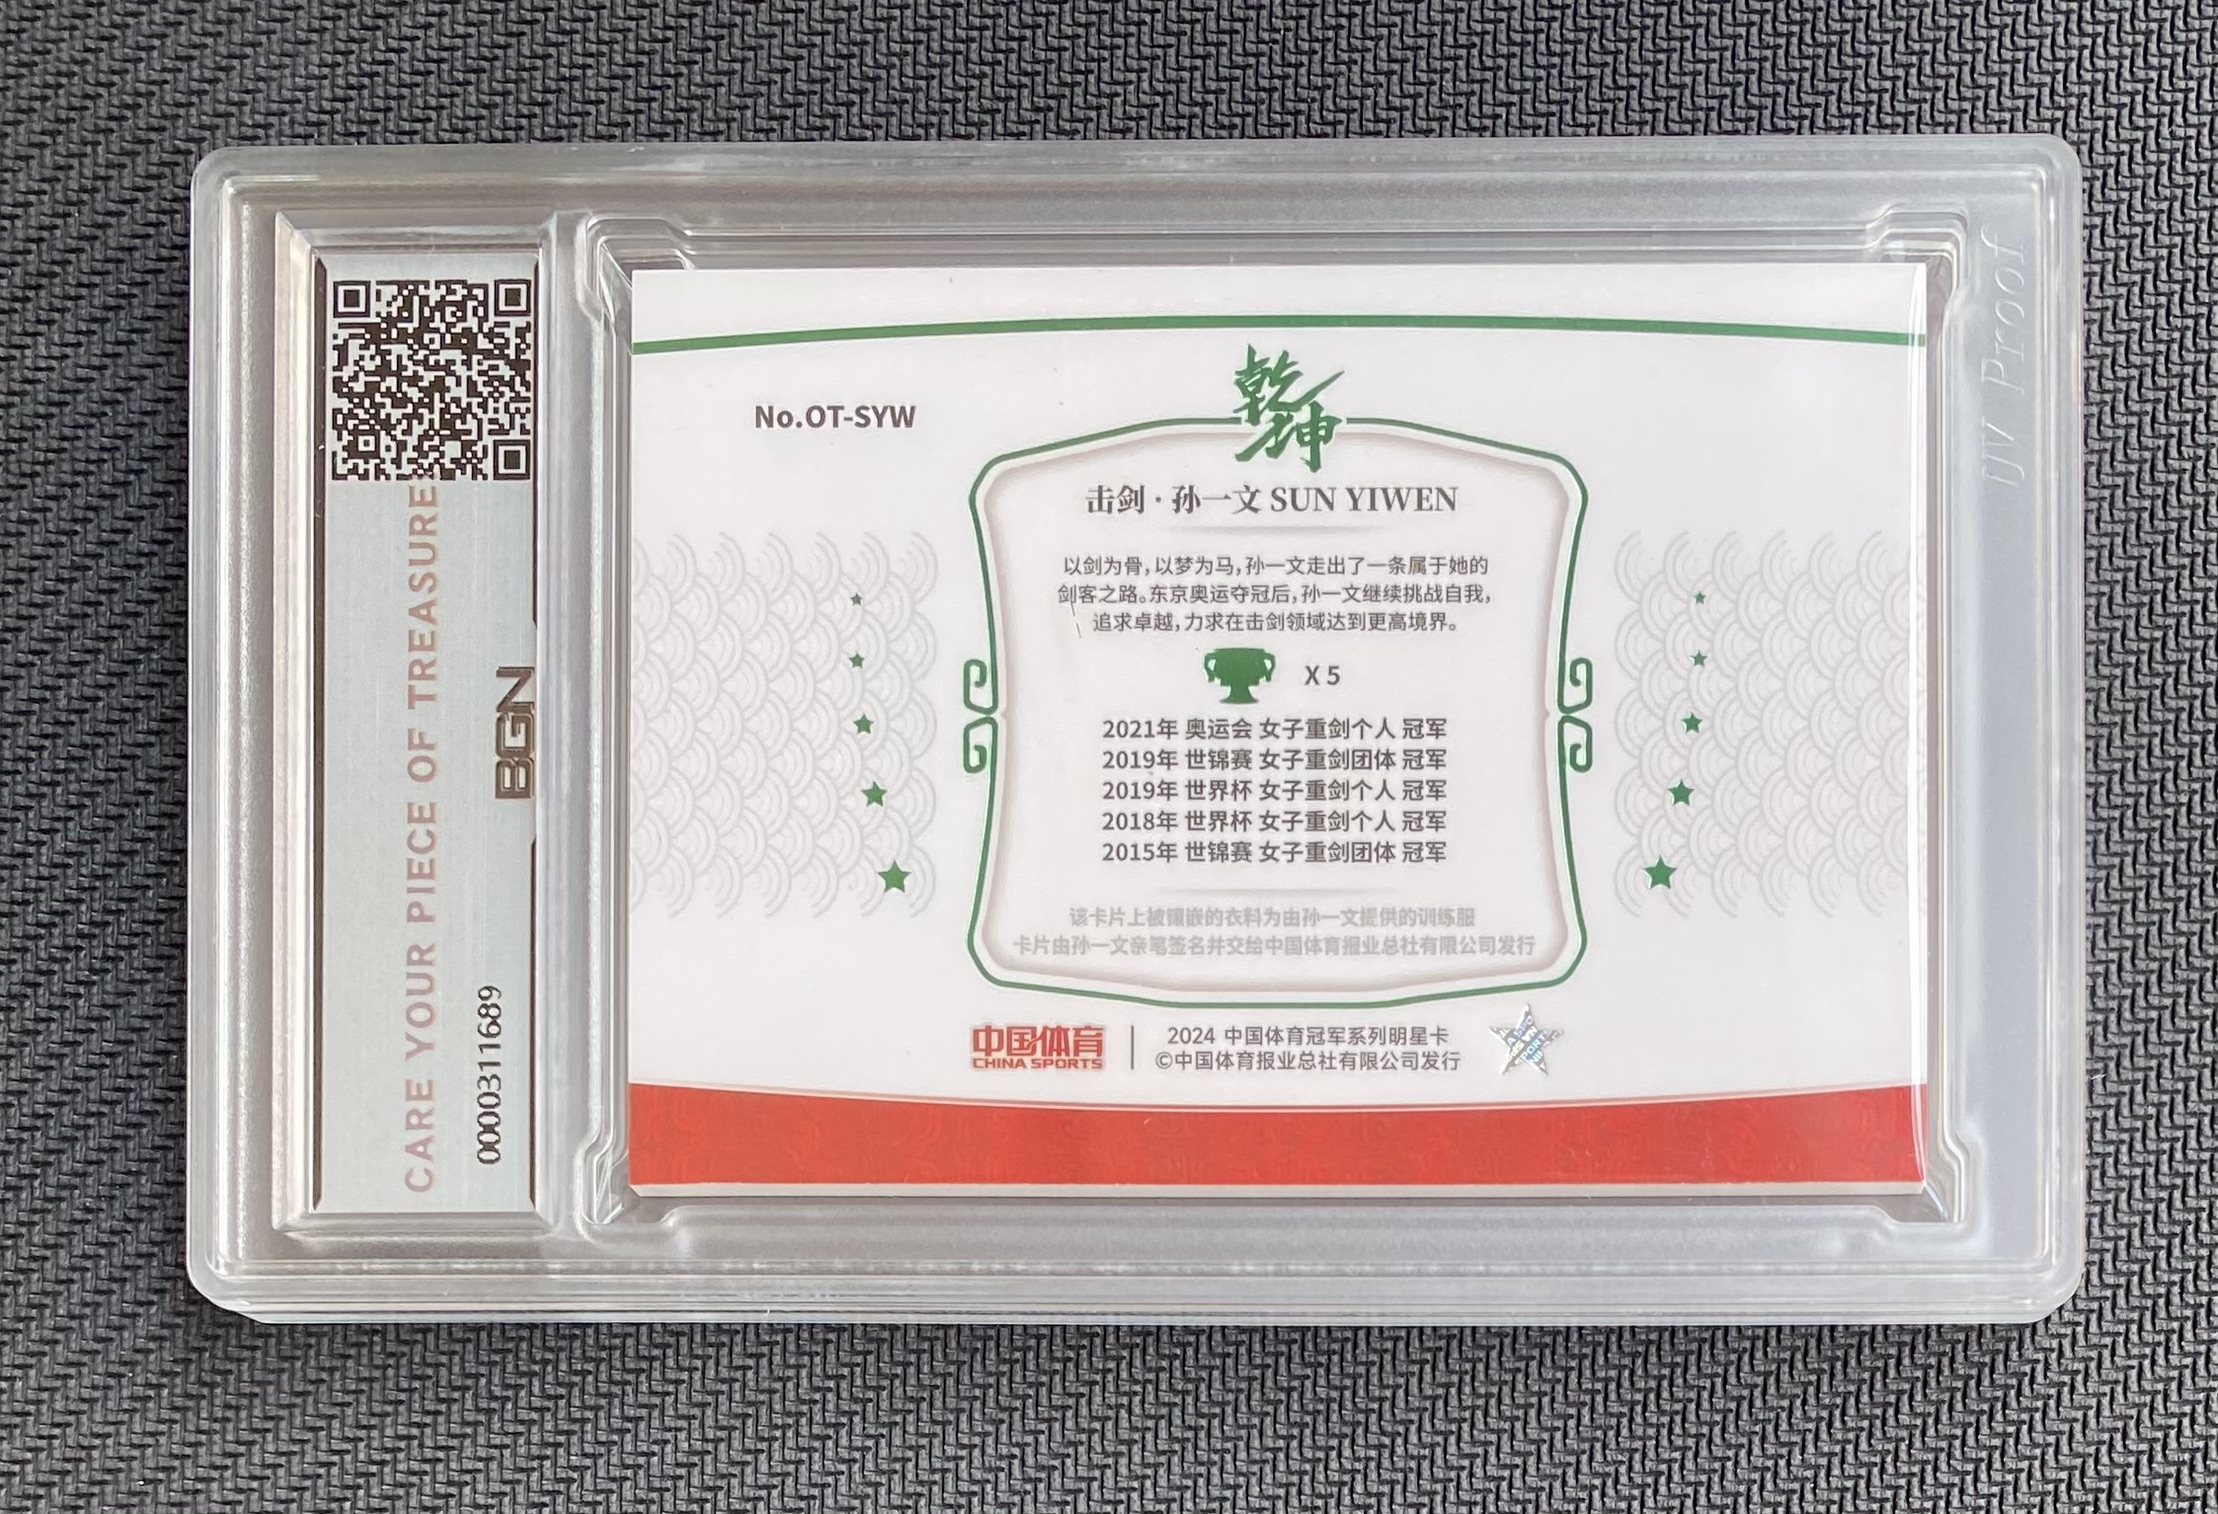 CARE YOUR PIECE OF TREASURE
BGN
0000311689
UV Proof
乾坤
No.OT-SYW
击剑·孙一文 SUN YIWEN
以剑为骨,以梦为马,孙一文走出了一条属于她的
剑客之路。东京奥运夺冠后,孙一文继续挑战自我,
追求卓越,力求在击剑领域达到更高境界。
X 5
2021年 奥运会 女子重剑个人 冠军
2019年 世锦赛 女子重剑团体 冠军
2019年 世界杯 女子重剑个人 冠军
2018年 世界杯 女子重剑个人 冠军
2015年 世锦赛 女子重剑团体 冠军
该卡片上被镶嵌的衣料为由孙一文提供的训练服
卡片由孙一文亲笔签名并交给中国体育报业总社有限公司发行
中国体育
CHINA SPORTS
2024 中国体育冠军系列明星卡
©中国体育报业总社有限公司发行